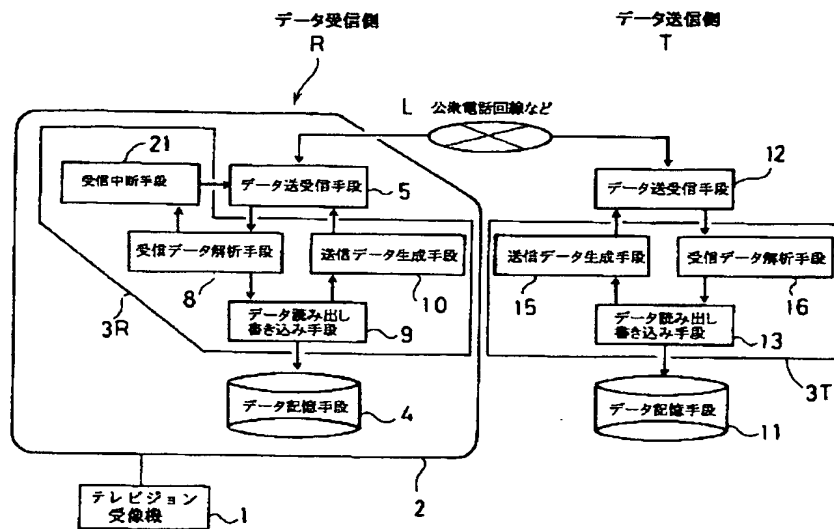 データ受信側
R
データ送信側
T
L 公衆電話回線など
21
受信中断手段
データ送受信手段
5
データ送受信手段
12
受信データ解析手段
8
送信データ生成手段
10
送信データ生成手段
15
受信データ解析手段
16
3R
データ読み出し
書き込み手段
9
データ読み出し
書き込み手段
13
3T
データ記憶手段
4
データ記憶手段
11
テレビジョン
受像機
1
2